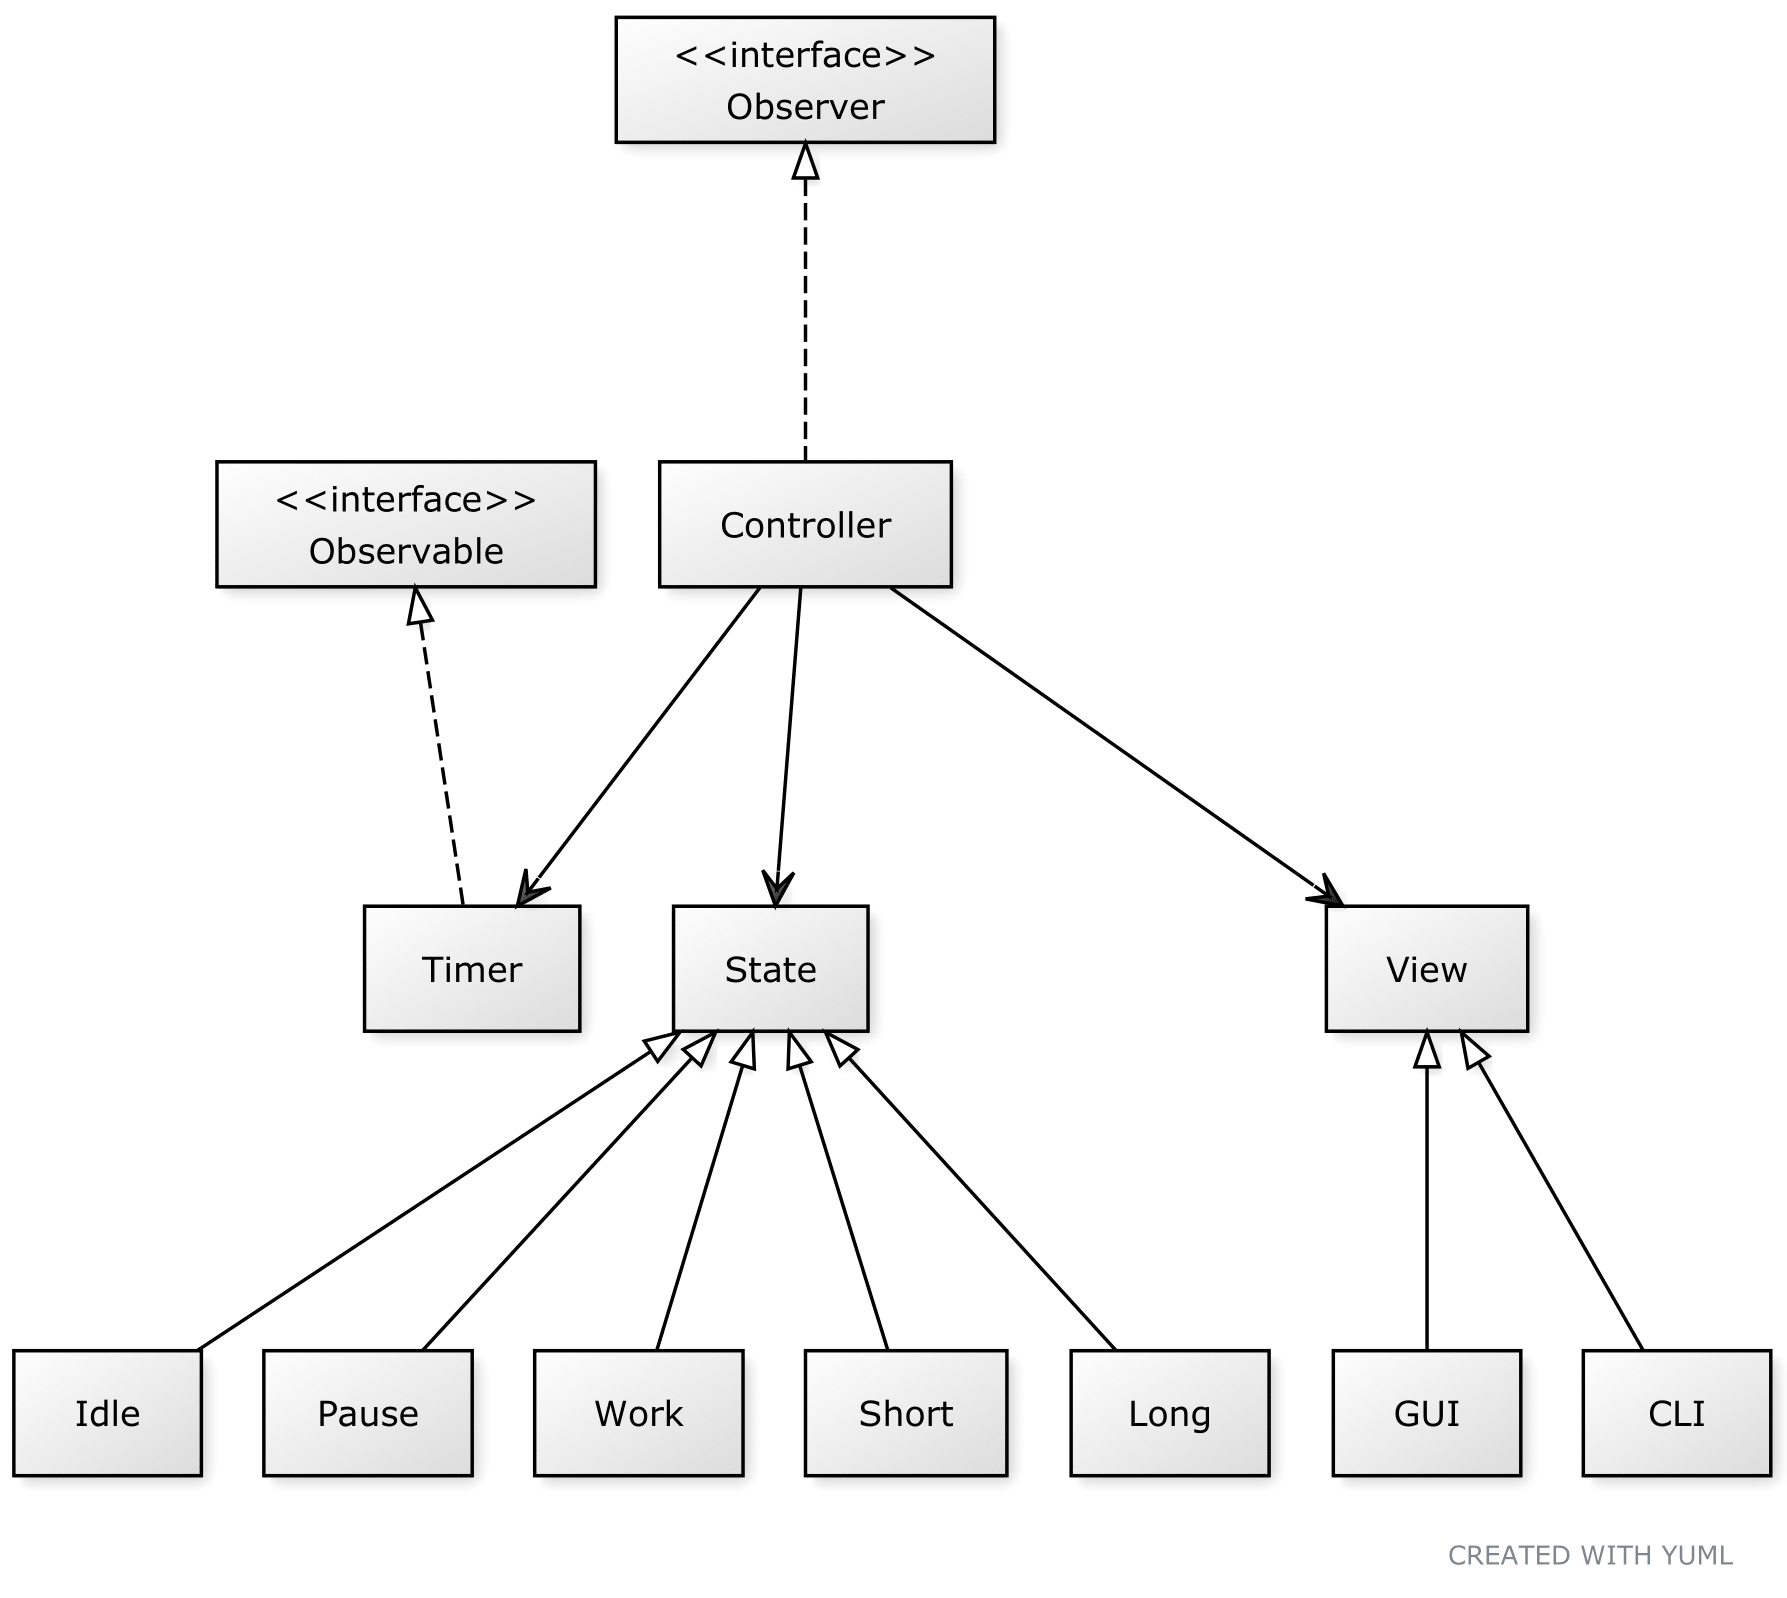 <<interface>>
Observer
<<interface>>
Observable
Controller
Timer
State
View
Idle
Pause
Work
Short
Long
GUI
CLI
CREATED WITH YUML